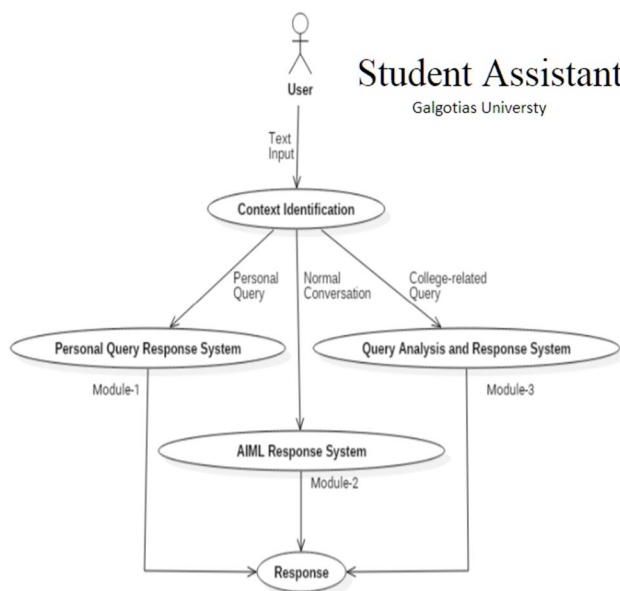 Student Assistant
Galgotias Universty
User
Text
Input
Context Identification
Personal
Query
Normal
Conversation
College-related
Query
Personal Query Response System
Query Analysis and Response System
Module-1
Module-3
AIML Response System
Module-2
Response